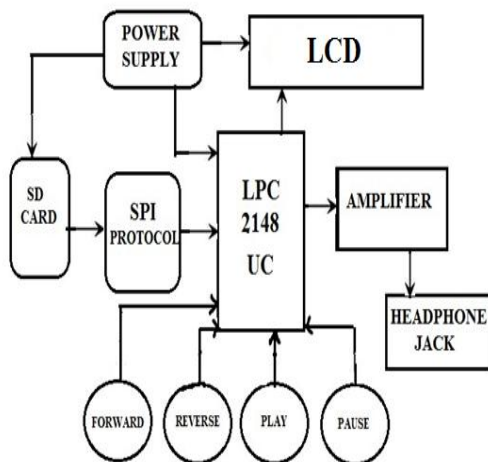 POWER
SUPPLY
LCD
SD
CARD
SPI
PROTOCOL
LPC
2148
UC
AMPLIFIER
HEADPHONE
JACK
FORWARD
REVERSE
PLAY
PAUSE